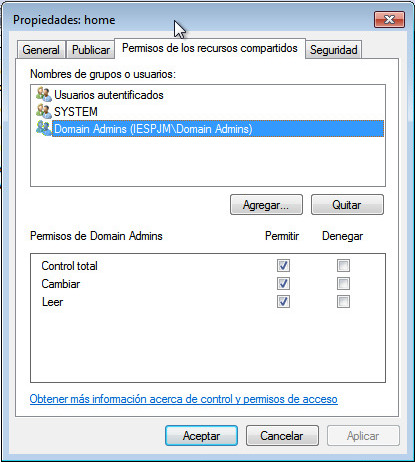 Propiedades: home
General
Publicar
Permisos de los recursos compartidos
Seguridad
Nombres de grupos o usuarios:
Usuarios autentificados
SYSTEM
Domain Admins (IESPJM\Domain Admins)
Agregar...
Quitar
Permisos de Domain Admins
Permitir
Denegar
Control total
Cambiar
Leer
Obtener más información acerca de control y permisos de acceso
Aceptar
Cancelar
Aplicar